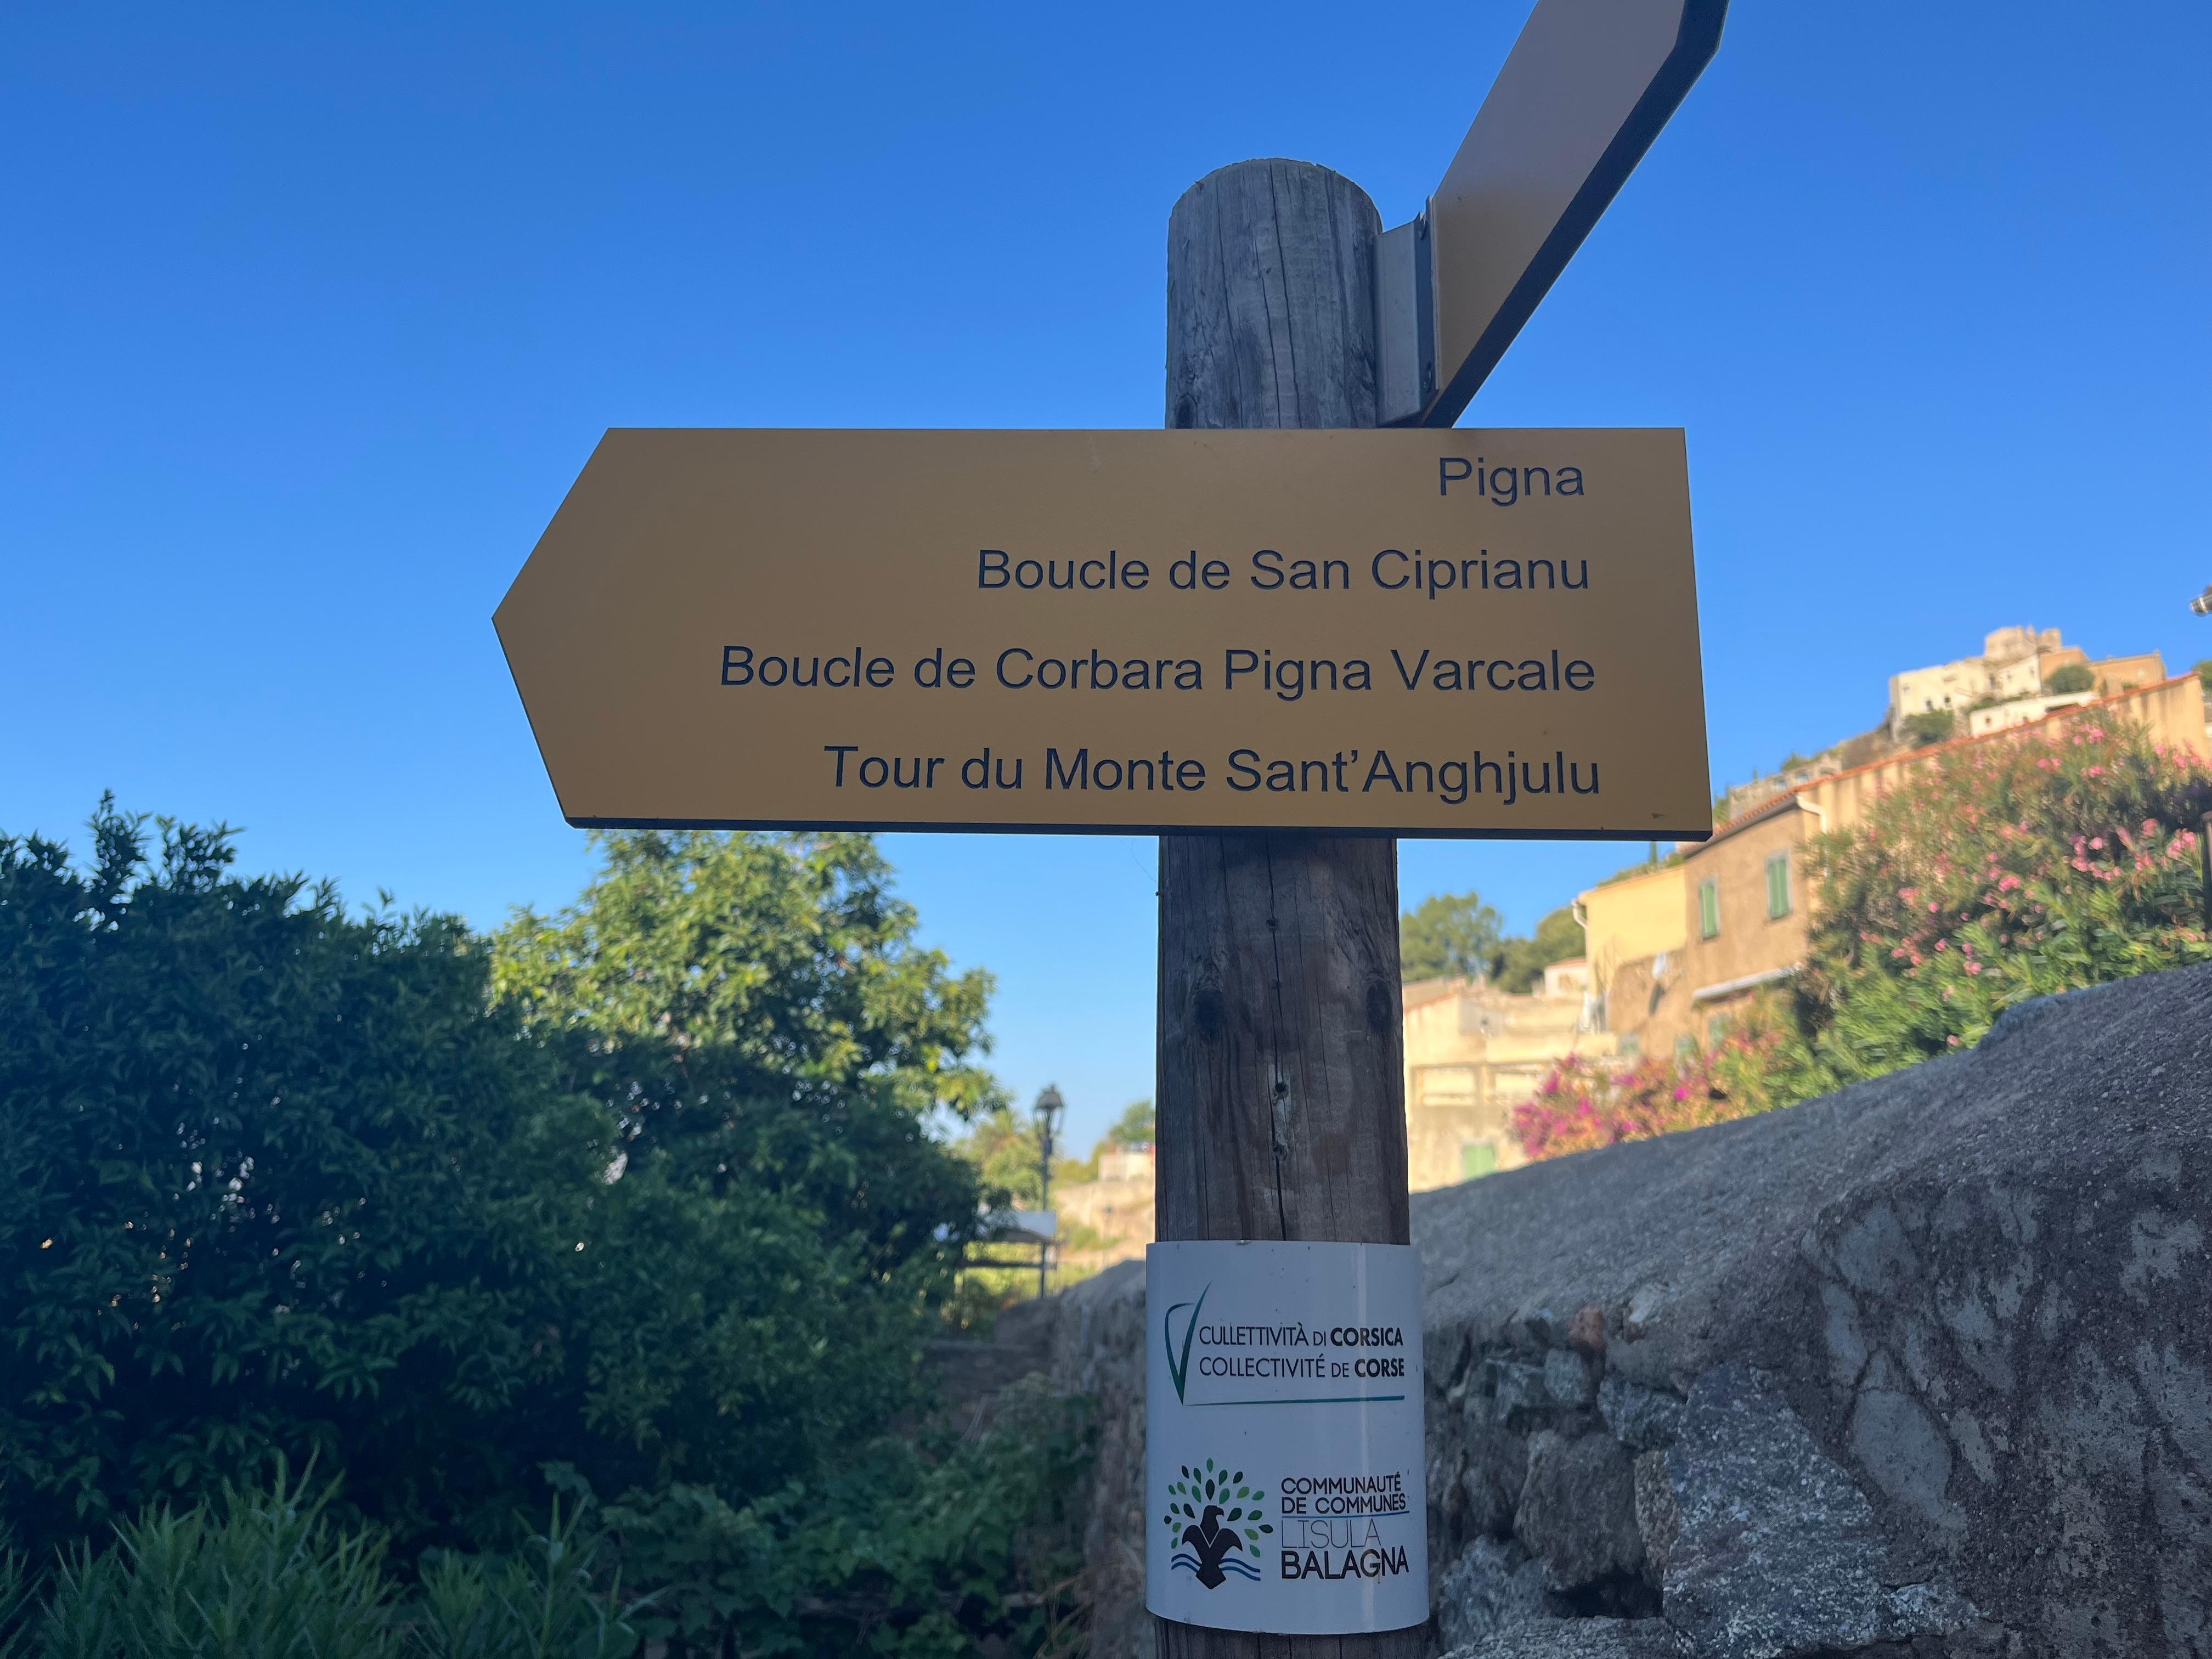 Pigna
Boucle de San Ciprianu
Boucle de Corbara Pigna Varcale
Tour du Monte Sant’Anghjulu
CULLETTIVITÀ DI CORSICA
COLLECTIVITÉ DE CORSE
COMMUNAUTÉ
DE COMMUNES
LISULA
BALAGNA